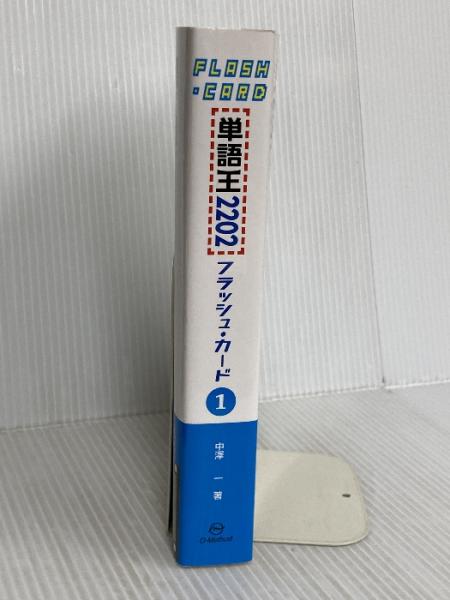 FLASH
・CARD
単語王2202
フラッシュ・カード
1
中澤 一 著
O-Method